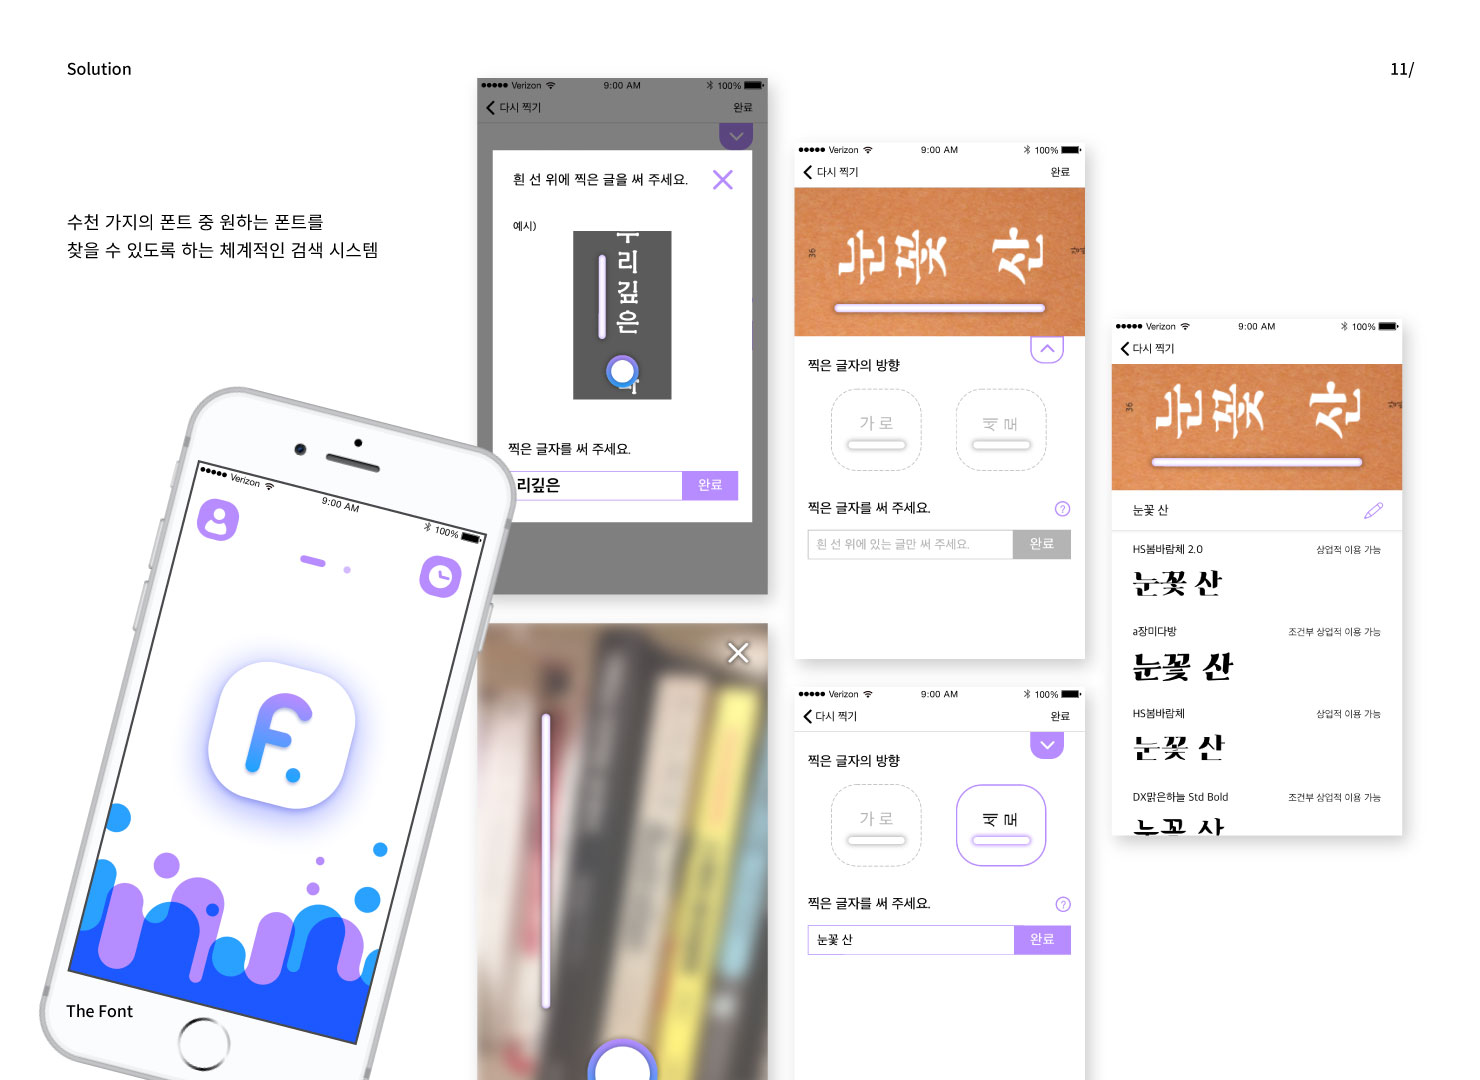 Solution
11/
수천 가지의 폰트 중 원하는 폰트를
찾을 수 있도록 하는 체계적인 검색 시스템
Verizon 9:00 AM 100%
다시 찍기 완료
흰 선 위에 찍은 글을 써 주세요.
예시)
우리깊은
찍은 글자를 써 주세요.
리깊은 완료
Verizon 9:00 AM 100%
다시 찍기 완료
36 눈꽃 산
찍은 글자의 방향
가로 세로
찍은 글자를 써 주세요. ?
흰 선 위에 있는 글만 써 주세요. 완료
Verizon 9:00 AM 100%
다시 찍기
36 눈꽃 산
눈꽃 산
HS봄바람체 2.0 상업적 이용 가능
눈꽃 산
a장미다방 조건부 상업적 이용 가능
눈꽃 산
HS봄바람체 상업적 이용 가능
눈꽃 산
DX맑은하늘 Std Bold 조건부 상업적 이용 가능
눈꽃 산
Verizon 9:00 AM 100%
F.
Verizon 9:00 AM 100%
다시 찍기 완료
찍은 글자의 방향
가로 세로
찍은 글자를 써 주세요. ?
눈꽃 산 완료
The Font